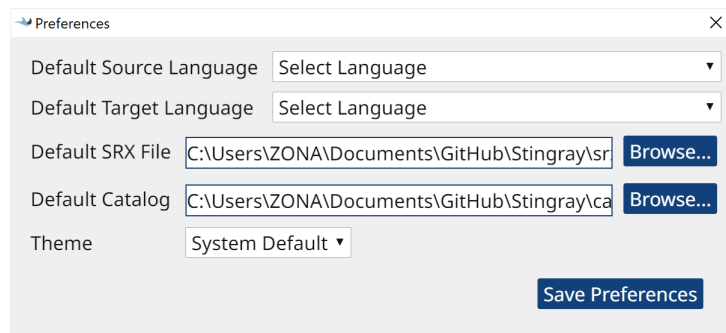 Preferences
Default Source Language Select Language
Default Target Language Select Language
Default SRX File C:\Users\ZONA\Documents\GitHub\Stingray\sr Browse...
Default Catalog C:\Users\ZONA\Documents\GitHub\Stingray\ca Browse...
Theme System Default
Save Preferences